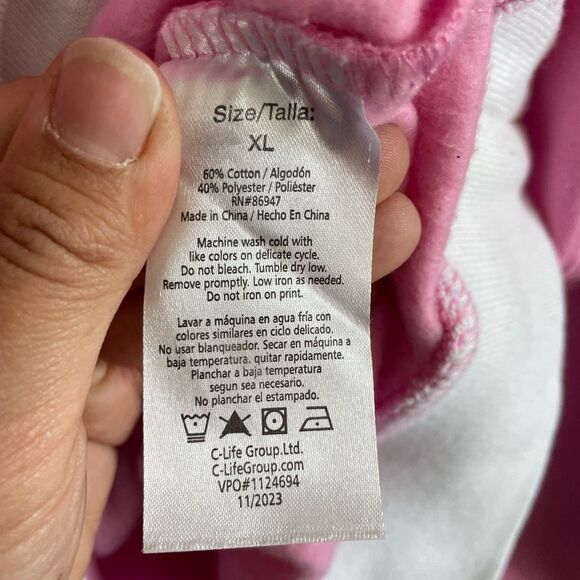 Size/Talla:
XL
60% Cotton / Algodón
40% Polyester / Poliéster
RN#86947
Made in China / Hecho En China
Machine wash cold with
like colors on delicate cycle.
Do not bleach. Tumble dry low.
Remove promptly. Low iron as needed.
Do not iron on print.
Lavar a máquina en agua fría con
colores similares en ciclo delicado.
No usar blanqueador. Secar en máquina a
baja temperatura. quitar rapidamente.
Planchar a baja temperatura
segun sea necesario.
No planchar el estampado.
C-Life Group.Ltd.
C-LifeGroup.com
VPO#1124694
11/2023